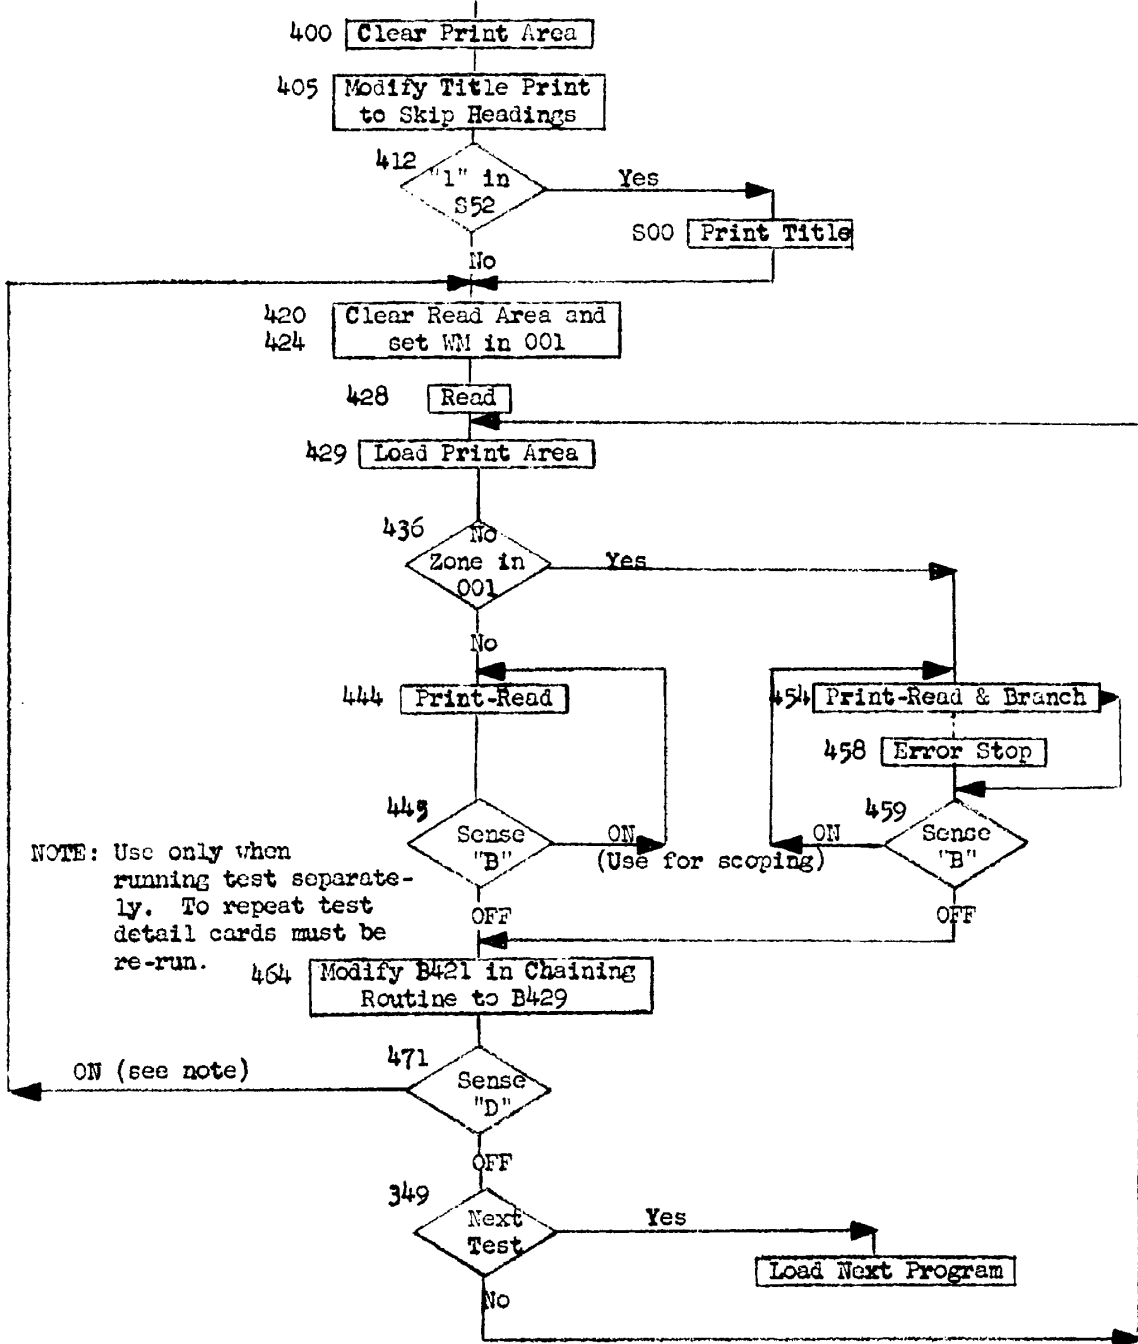 400 Clear Print Area
405 Modify Title Print
to Skip Headings
412
"1" in
S52
Yes
S00 Print Title
No
420 Clear Read Area and
424 set WM in 001
428 Read
429 Load Print Area
436
No
Zone in
001
Yes
No
444 Print-Read
454 Print-Read & Branch
458 Error Stop
445
Sense
"B"
ON
(Use for scoping)
459
Sense
"B"
ON
NOTE: Use only when
running test separate-
ly. To repeat test
detail cards must be
re-run.
OFF
OFF
464 Modify B421 in Chaining
Routine to B429
471
Sense
"D"
ON (see note)
OFF
349
Next
Test
Yes
Load Next Program
No